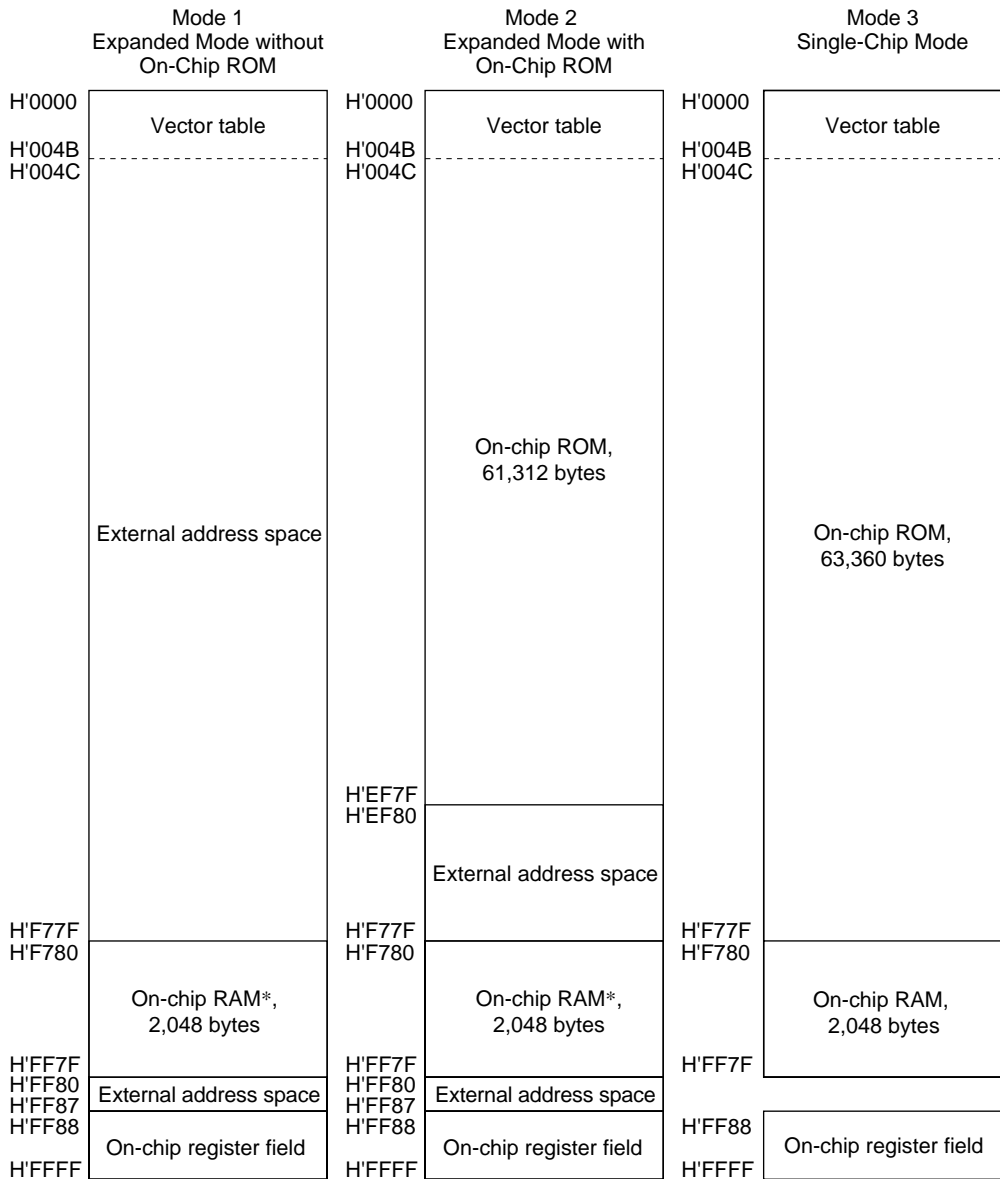 Mode 1
Expanded Mode without
On-Chip ROM
H'0000
Vector table
H'004B
H'004C
External address space
H'F77F
H'F780
On-chip RAM*,
2,048 bytes
H'FF7F
H'FF80
External address space
H'FF87
H'FF88
On-chip register field
H'FFFF
Mode 2
Expanded Mode with
On-Chip ROM
H'0000
Vector table
H'004B
H'004C
On-chip ROM,
61,312 bytes
H'EF7F
H'EF80
External address space
H'F77F
H'F780
On-chip RAM*,
2,048 bytes
H'FF7F
H'FF80
External address space
H'FF87
H'FF88
On-chip register field
H'FFFF
Mode 3
Single-Chip Mode
H'0000
Vector table
H'004B
H'004C
On-chip ROM,
63,360 bytes
H'F77F
H'F780
On-chip RAM,
2,048 bytes
H'FF7F
H'FF88
On-chip register field
H'FFFF